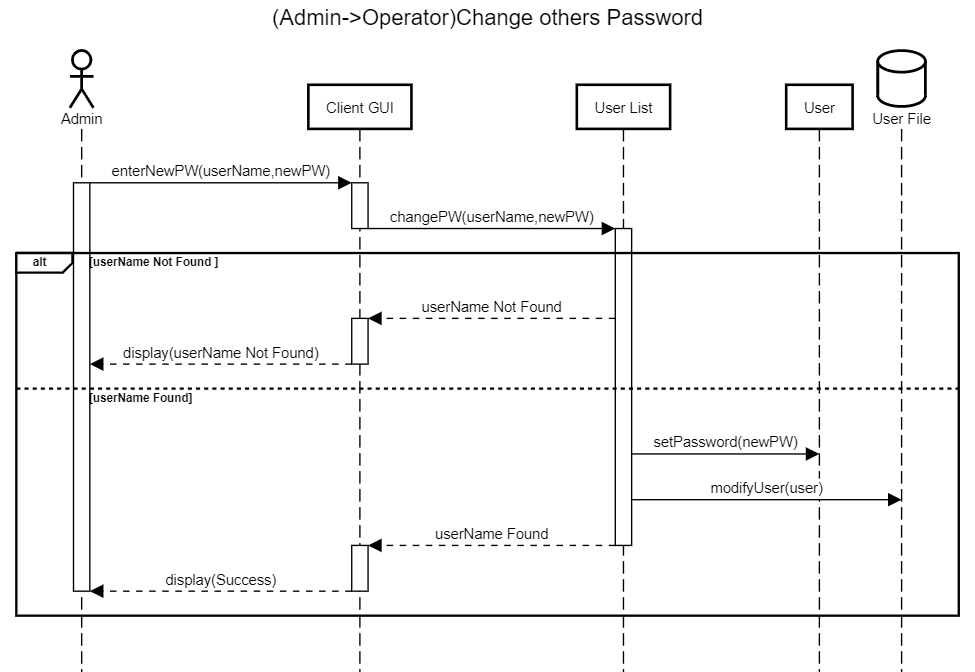 (Admin->Operator)Change others Password
Admin
Client GUI
User List
User
User File
enterNewPW(userName,newPW)
changePW(userName,newPW)
alt
[userName Not Found ]
userName Not Found
display(userName Not Found)
[userName Found]
setPassword(newPW)
modifyUser(user)
userName Found
display(Success)